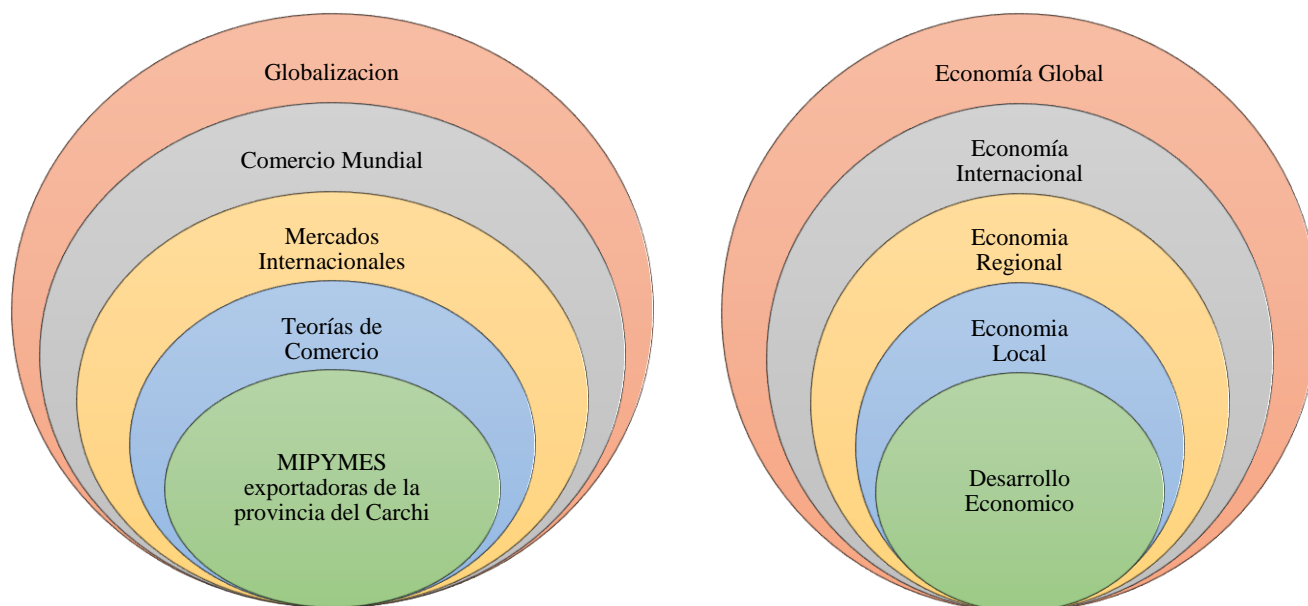 Globalizacion
Comercio Mundial
Mercados
Internacionales
Teorías de
Comercio
MIPYMES
exportadoras de la
provincia del Carchi
Economía Global
Economía
Internacional
Economia
Regional
Economia
Local
Desarrollo
Economico